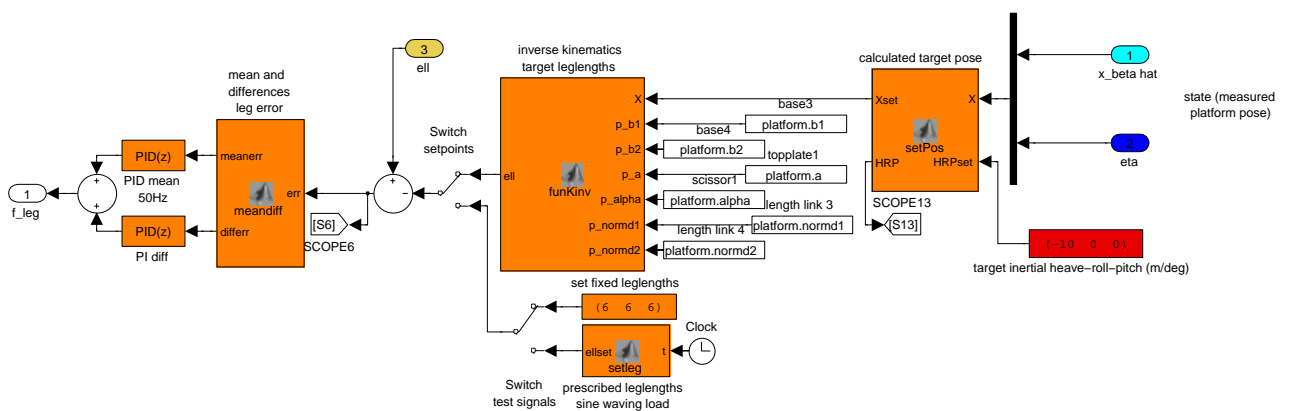 3
ell
mean and
differences
leg error
meanerr
differr
err
meandiff
PID(z)
PID mean
50Hz
PID(z)
PI diff
+
+
1
f_leg
+
−
[S6]
SCOPE6
Switch
setpoints
inverse kinematics
target leglengths
ell
funKinv
X
p_b1
p_b2
p_a
p_alpha
p_normd1
p_normd2
base3
platform.b1
base4
platform.b2
topplate1
platform.a
scissor1
platform.alpha
length link 3
platform.normd1
length link 4
platform.normd2
calculated target pose
Xset
X
setPos
HRP
HRPset
SCOPE13
[S13]
1
x_beta hat
2
eta
state (measured
platform pose)
(−10 0 0)
target inertial heave−roll−pitch (m/deg)
set fixed leglengths
(6 6 6)
ellset
t
setleg
Clock
prescribed leglengths
sine waving load
Switch
test signals